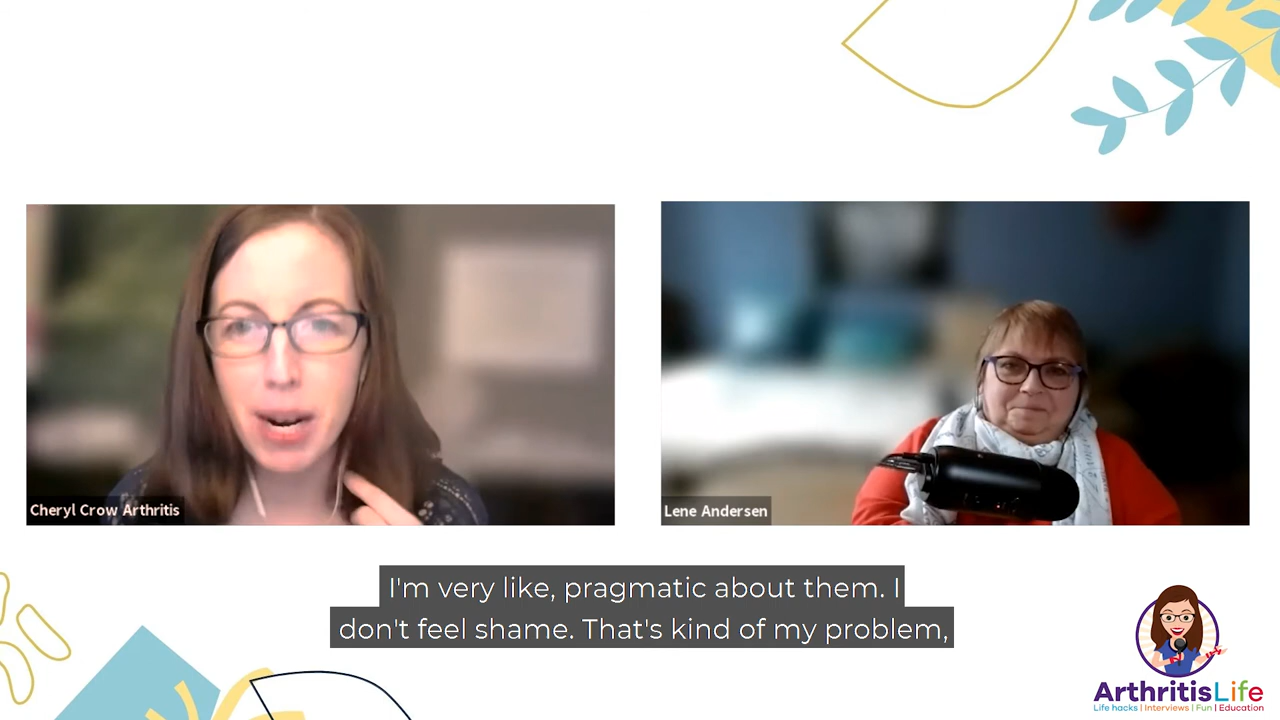 Cheryl Crow Arthritis
Lene Andersen
I'm very like, pragmatic about them. I
don't feel shame. That's kind of my problem,
ArthritisLife
Life hacks | Interviews | Fun | Education